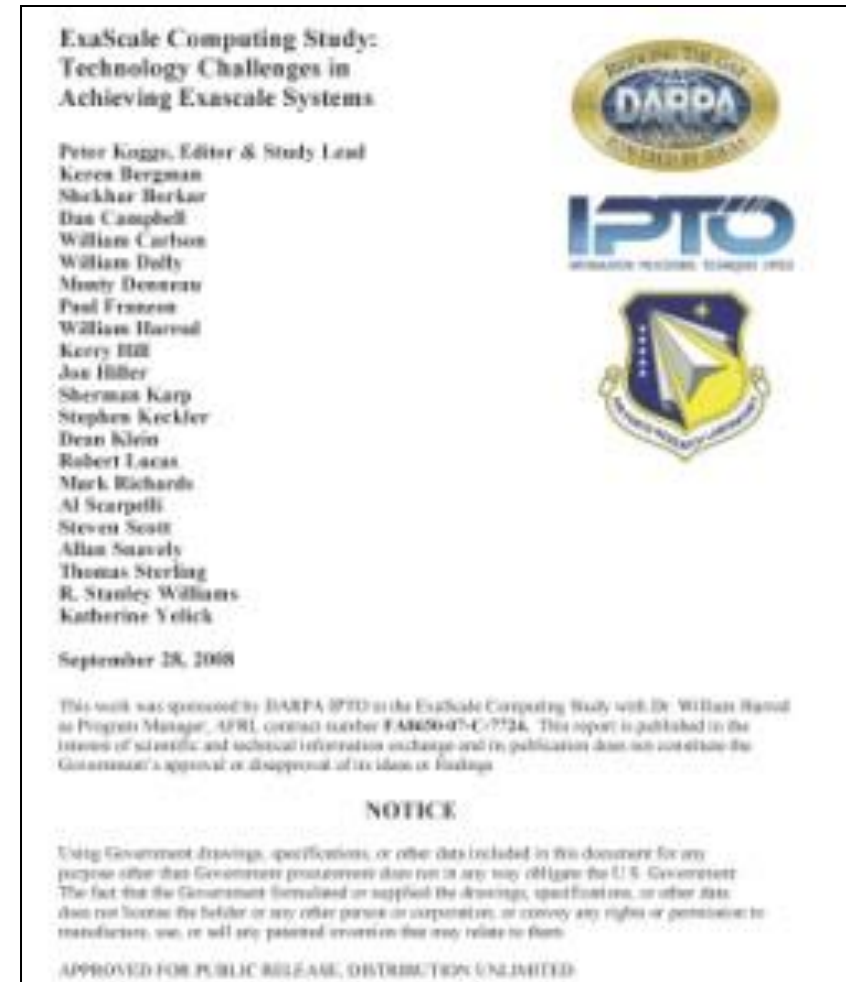 ExaScale Computing Study:
Technology Challenges in
Achieving Exascale Systems
Peter Kogge, Editor & Study Lead
Keren Bergman
Shekhar Borkar
Dan Campbell
William Carlson
William Dally
Monty Denneau
Paul Franzon
William Harrod
Kerry Hill
Jon Hiller
Sherman Karp
Stephen Keckler
Dean Klein
Robert Lucas
Mark Richards
Al Scarpelli
Steven Scott
Allan Snavely
Thomas Sterling
R. Stanley Williams
Katherine Yelick
September 28, 2008
This work was sponsored by DARPA IPTO in the ExaScale Computing Study with Dr. William Harrod
as Program Manager, AFRL contract number FA8650-07-C-7724. This report is published in the
interest of scientific and technical information exchange and its publication does not constitute the
Government's approval or disapproval of its ideas or findings
NOTICE
Using Government drawings, specifications, or other data included in this document for any
purpose other than Government procurement does not in any way obligate the U.S. Government
The fact that the Government formulated or supplied the drawings, specifications, or other data
does not license the holder or any other person or corporation, or convey any rights or permission to
manufacture, use, or sell any patented invention that may relate to them
APPROVED FOR PUBLIC RELEASE, DISTRIBUTION UNLIMITED
DARPA
IPTO
INFORMATION PROCESSING TECHNIQUES OFFICE
AIR FORCE RESEARCH LABORATORY